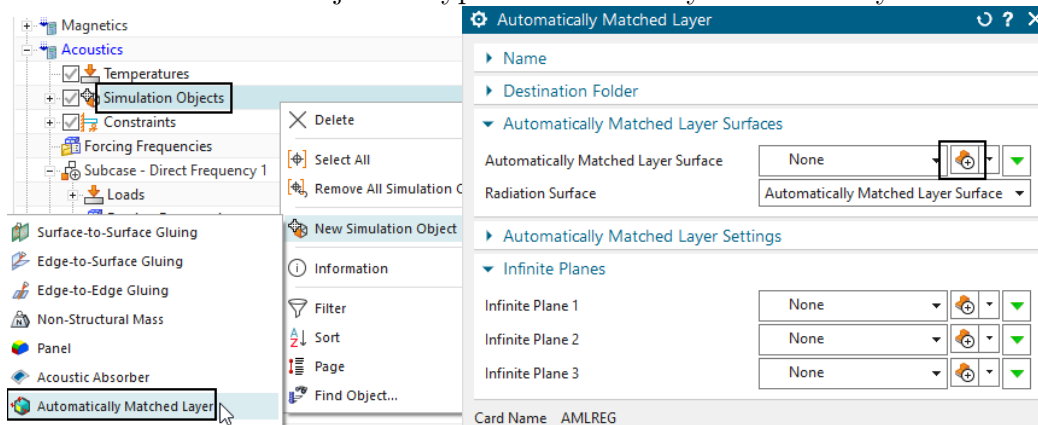 Magnetics
Acoustics
Temperatures
Simulation Objects
Constraints
Forcing Frequencies
Subcase - Direct Frequency 1
Loads
Surface-to-Surface Gluing
Edge-to-Surface Gluing
Edge-to-Edge Gluing
Non-Structural Mass
Panel
Acoustic Absorber
Automatically Matched Layer
Delete
Select All
Remove All Simulation
New Simulation Object
Information
Filter
Sort
Page
Find Object...
Automatically Matched Layer
Name
Destination Folder
Automatically Matched Layer Surfaces
Automatically Matched Layer Surface None
Radiation Surface Automatically Matched Layer Surface
Automatically Matched Layer Settings
Infinite Planes
Infinite Plane 1 None
Infinite Plane 2 None
Infinite Plane 3 None
Card Name AMLREG